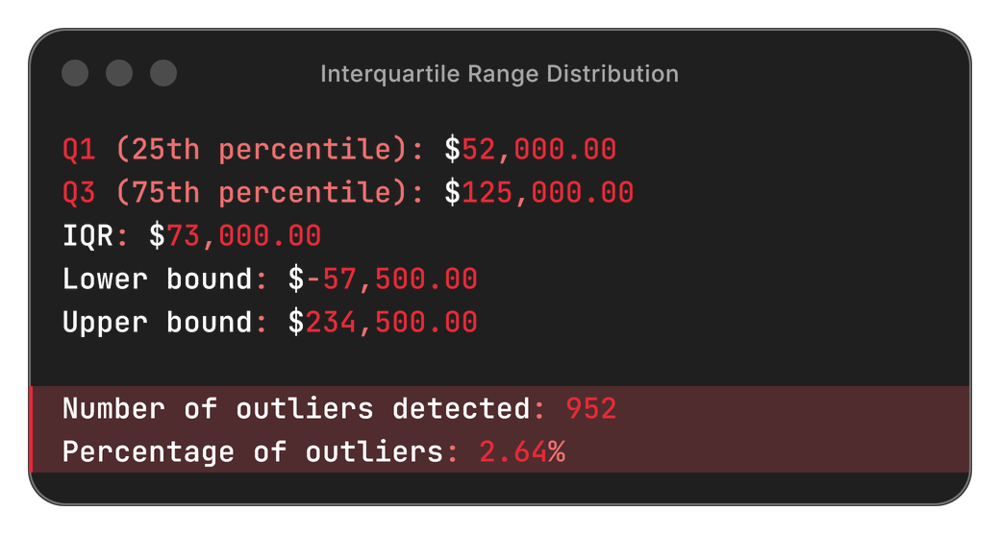 Interquartile Range Distribution
Q1 (25th percentile): $52,000.00
Q3 (75th percentile): $125,000.00
IQR: $73,000.00
Lower bound: $-57,500.00
Upper bound: $234,500.00
Number of outliers detected: 952
Percentage of outliers: 2.64%